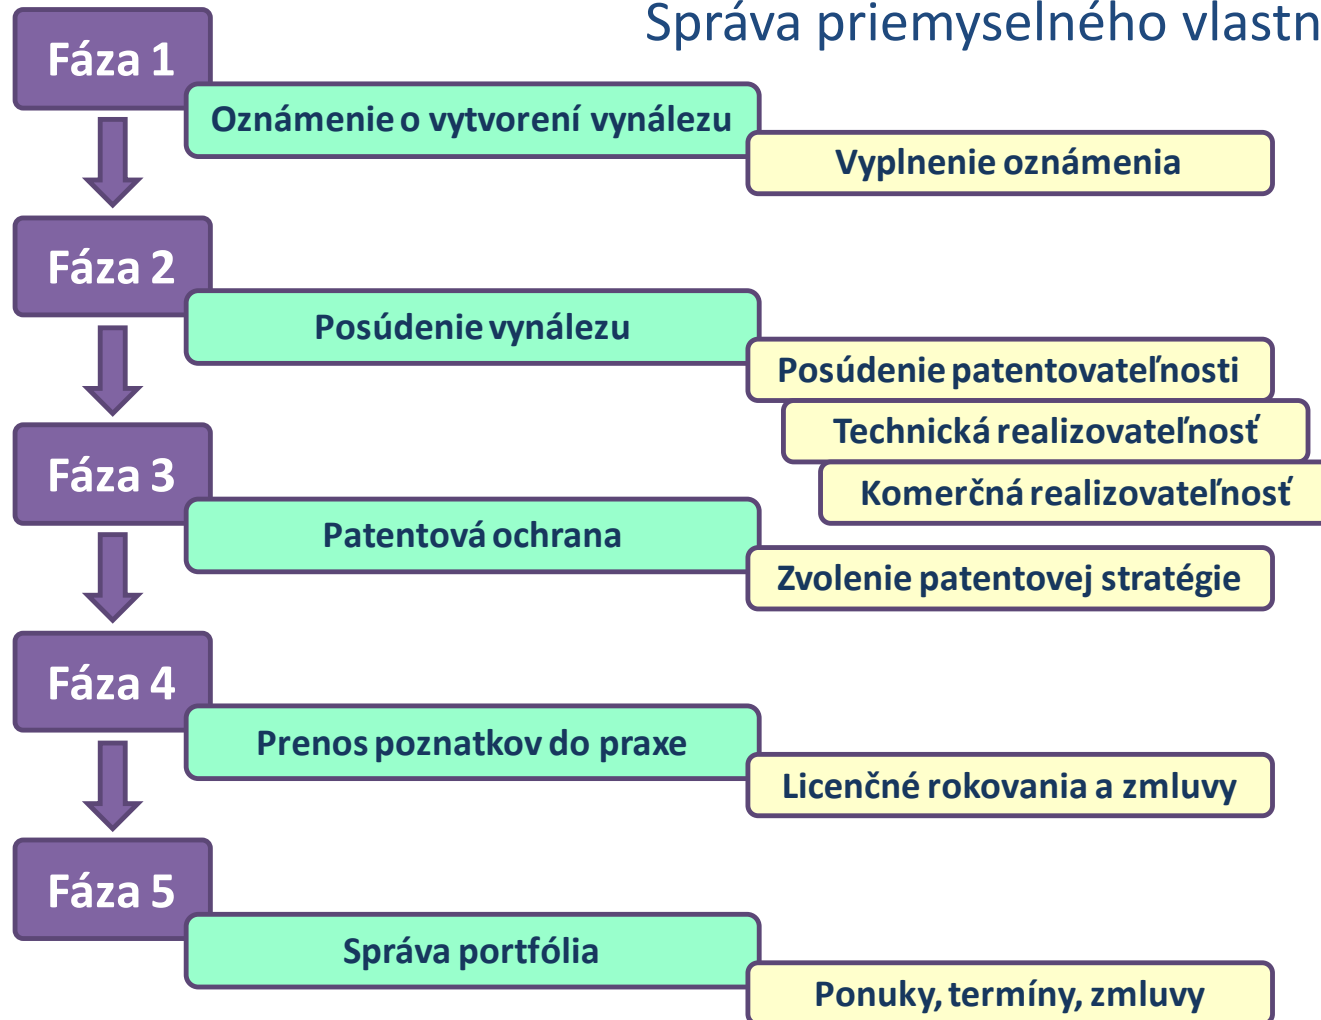 Správa priemyselného vlastn
Fáza 1
Oznámenie o vytvorení vynálezu
Vyplnenie oznámenia
Fáza 2
Posúdenie vynálezu
Posúdenie patentovateľnosti
Technická realizovateľnosť
Komerčná realizovateľnosť
Fáza 3
Patentová ochrana
Zvolenie patentovej stratégie
Fáza 4
Prenos poznatkov do praxe
Licenčné rokovania a zmluvy
Fáza 5
Správa portfólia
Ponuky, termíny, zmluvy